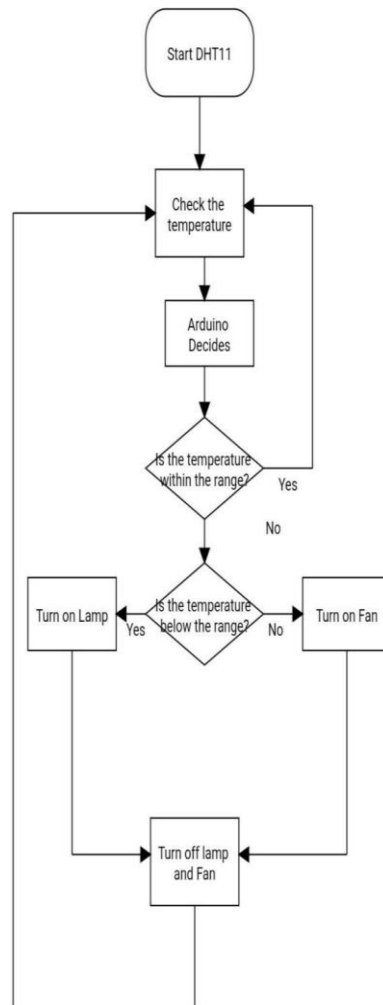 Start DHT11
Check the
temperature
Arduino
Decides
Is the temperature
within the range?
Yes
No
Turn on Lamp
Yes
Is the temperature
below the range?
No
Turn on Fan
Turn off lamp
and Fan